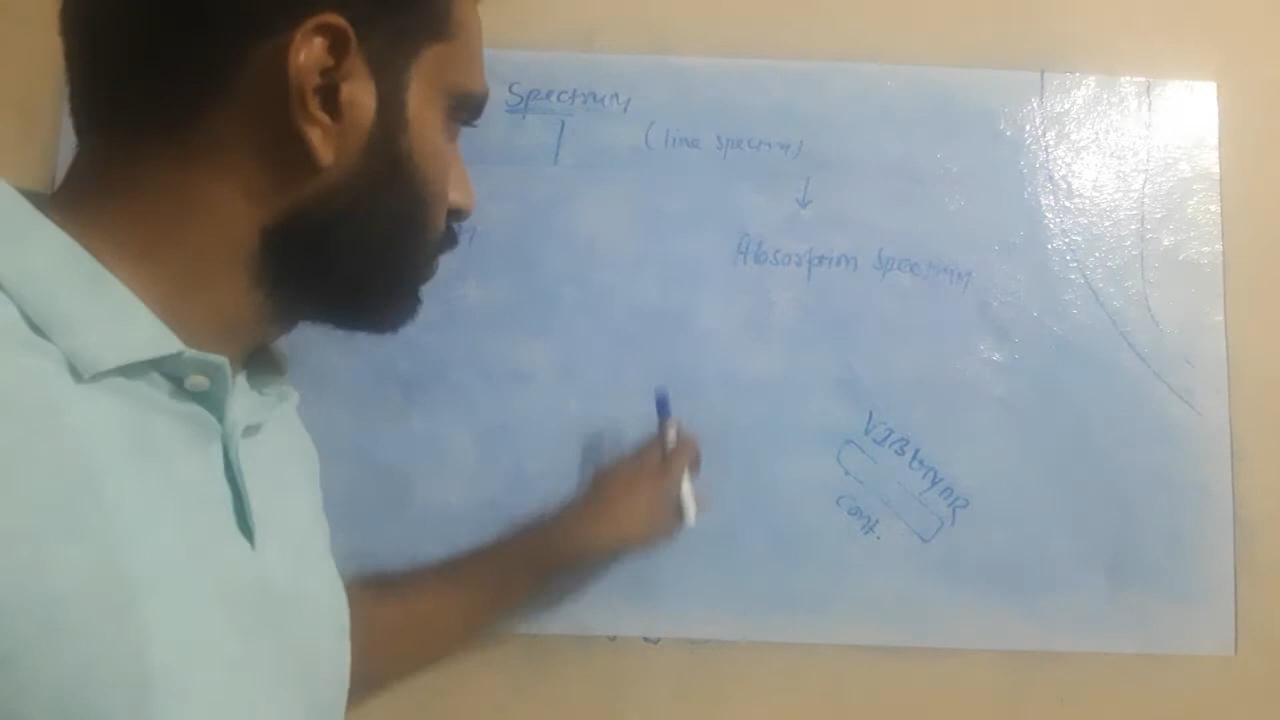 Spectrum
(line spectrum)
Absorption Spectrum
VIBGYOR
Cont.